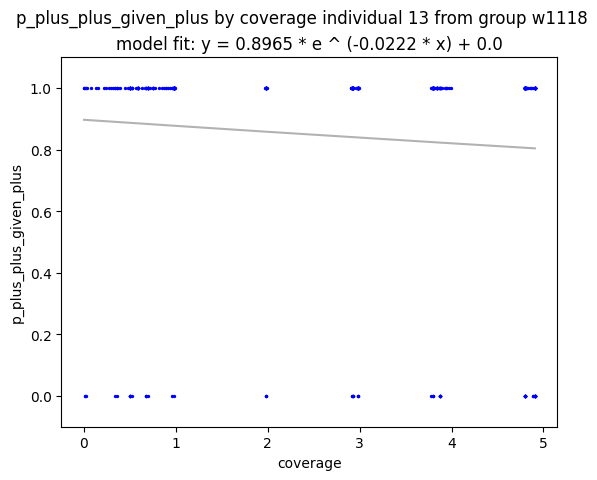 p_plus_plus_given_plus by coverage individual 13 from group w1118
model fit: y = 0.8965 * e ^ (-0.0222 * x) + 0.0
1.0
0.8
0.6
0.4
0.2
0.0
p_plus_plus_given_plus
0 1 2 3 4 5
coverage